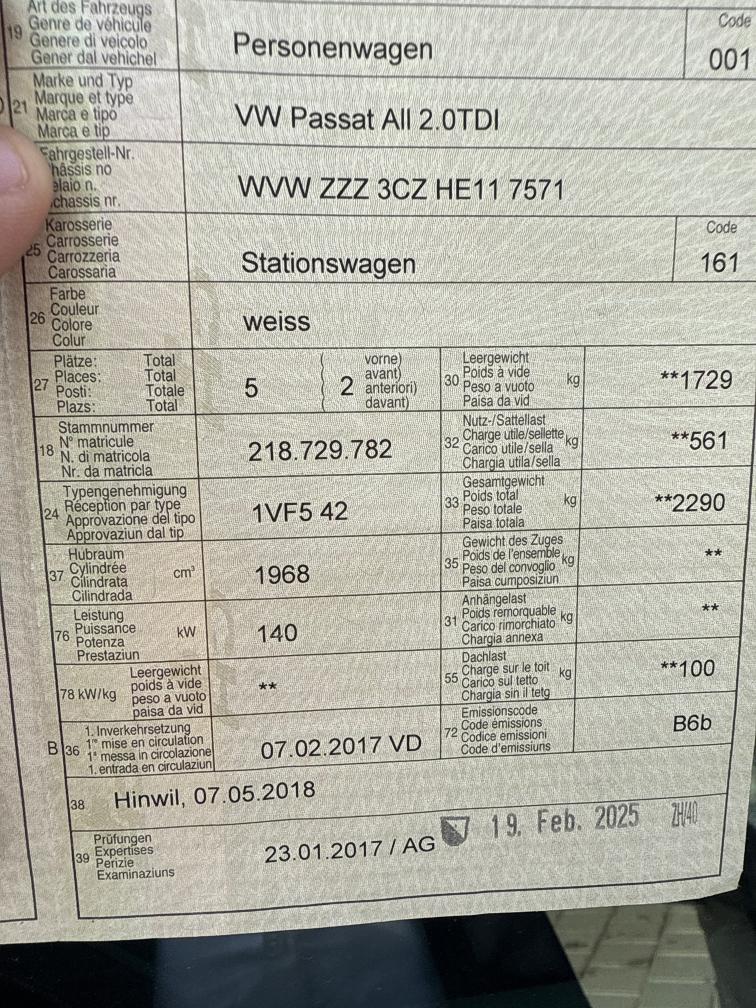 19 Art des Fahrzeugs
Genre de véhicule
Genere di veicolo
Gener dal vehichel
Personenwagen
Code
001
21 Marke und Typ
Marque et type
Marca e tipo
Marca e tip
VW Passat All 2.0TDI
Fahrgestell-Nr.
hâssis no
elaio n.
chassis nr.
WVW ZZZ 3CZ HE11 7571
25 Karosserie
Carrosserie
Carrozzeria
Carossaria
Stationswagen
Code
161
26 Farbe
Couleur
Colore
Colur
weiss
27 Plätze: Total
Places: Total
Posti: Totale
Plazs: Total
5 ( 2 vorne)
( avant)
( anteriori)
( davant)
30 Leergewicht
Poids à vide
Peso a vuoto
Paisa da vid
kg
**1729
18 Stammnummer
N° matricule
N. di matricola
Nr. da matricla
218.729.782
32 Nutz-/Sattellast
Charge utile/sellette
Carico utile/sella
Chargia utila/sella
kg
**561
24 Typengenehmigung
Réception par type
Approvazione del tipo
Approvaziun dal tip
1VF5 42
33 Gesamtgewicht
Poids total
Peso totale
Paisa totala
kg
**2290
37 Hubraum
Cylindrée
Cilindrata
Cilindrada
cm³
1968
35 Gewicht des Zuges
Poids de l'ensemble
Peso del convoglio
Paisa cumposiziun
kg
**
76 Leistung
Puissance
Potenza
Prestaziun
kW
140
31 Anhängelast
Poids remorquable
Carico rimorchiato
Chargia annexa
kg
**
78 kW/kg Leergewicht
poids à vide
peso a vuoto
paisa da vid
**
55 Dachlast
Charge sur le toit
Carico sul tetto
Chargia sin il tetg
kg
**100
B 36 1. Inverkehrsetzung
1re mise en circulation
1a messa in circolazione
1. entrada en circulaziun
07.02.2017 VD
72 Emissionscode
Code émissions
Codice emissioni
Code d'emissiuns
B6b
38 Hinwil, 07.05.2018
39 Prüfungen
Expertises
Perizie
Examinaziuns
23.01.2017 / AG
19. Feb. 2025 ZH/40